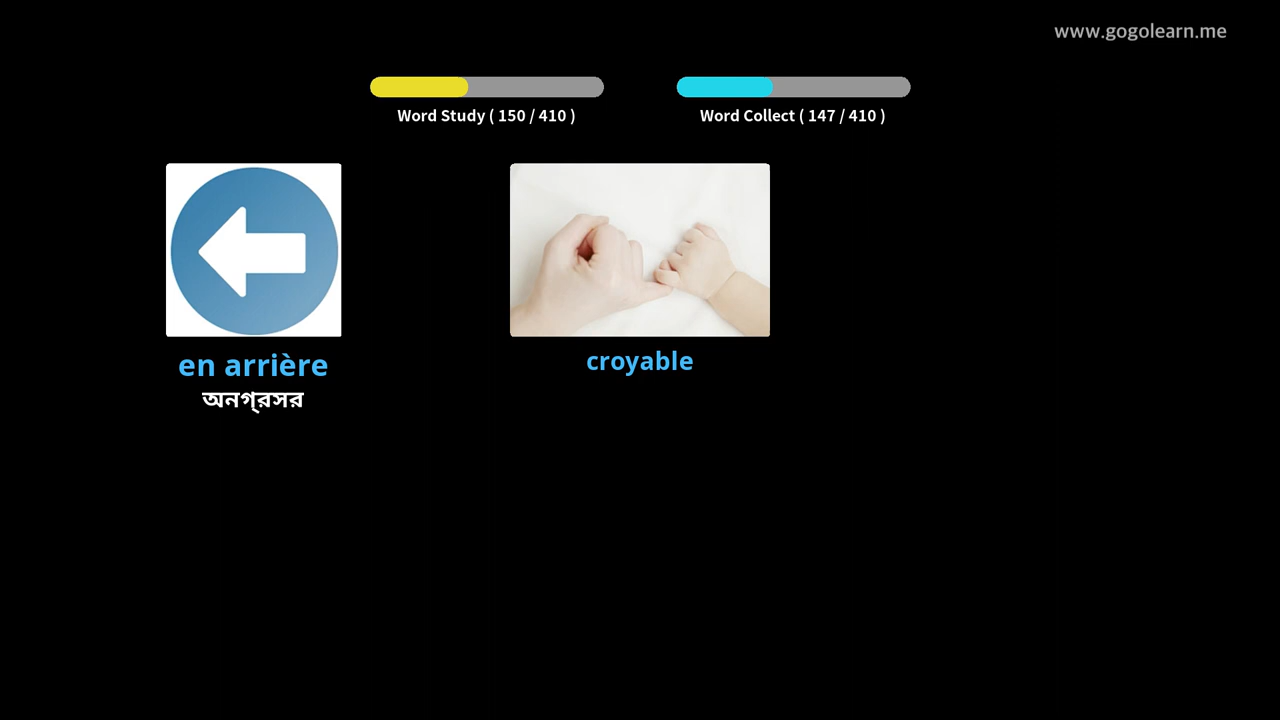 www.gogolearn.me
Word Study ( 150 / 410 )
Word Collect ( 147 / 410 )
en arrière
অনগ্রসর
croyable